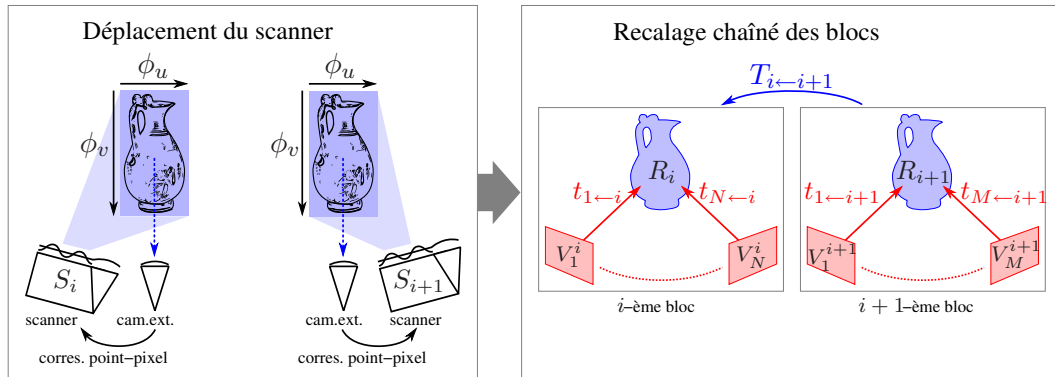 Déplacement du scanner
ϕ_u
ϕ_v
S_i
scanner
cam.ext.
corres. point−pixel
ϕ_u
ϕ_v
S_{i+1}
cam.ext.
scanner
corres. point−pixel
Recalage chaîné des blocs
T_{i←i+1}
R_i
t_{1←i}
t_{N←i}
V_1^i
V_N^i
i−ème bloc
R_{i+1}
t_{1←i+1}
t_{M←i+1}
V_1^{i+1}
V_M^{i+1}
i + 1−ème bloc